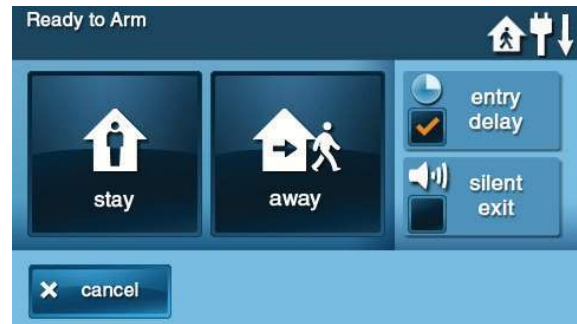 Ready to Arm
stay
away
entry
delay
silent
exit
cancel